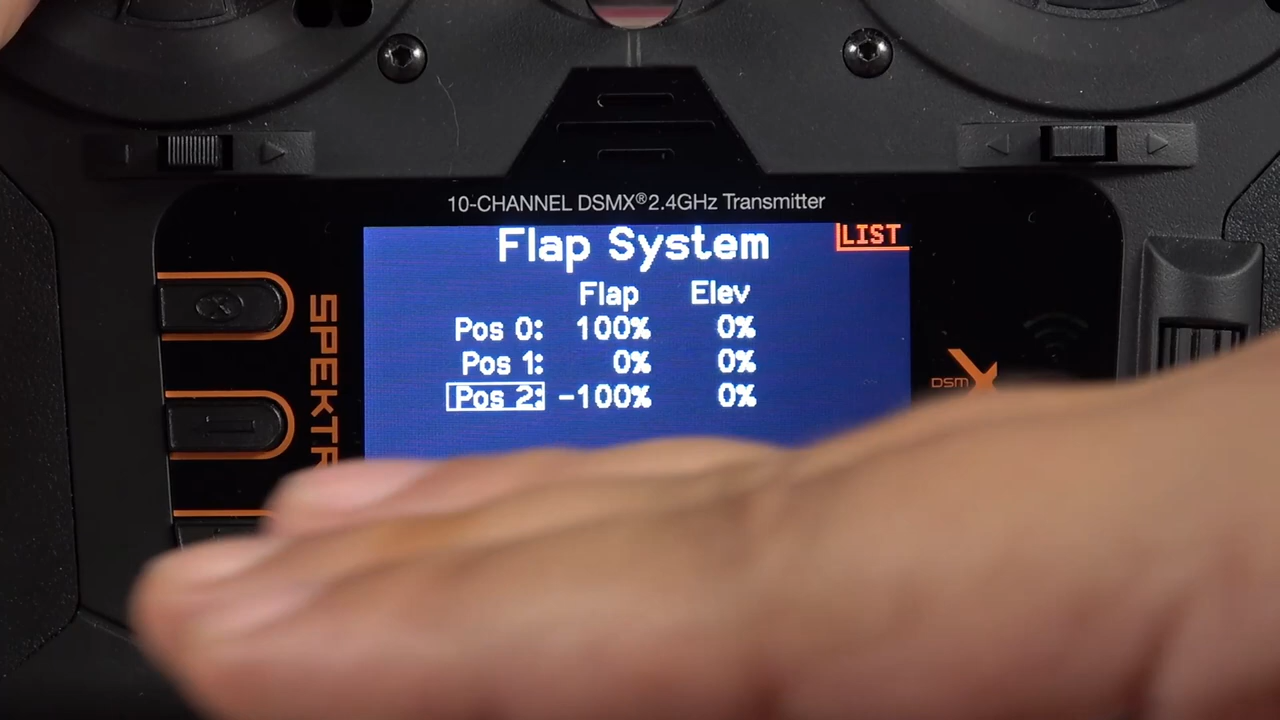 10-CHANNEL DSMX®2.4GHz Transmitter
Flap System
LIST
Flap Elev
Pos 0: 100% 0%
Pos 1: 0% 0%
Pos 2: -100% 0%
SPEKTR
DSM X